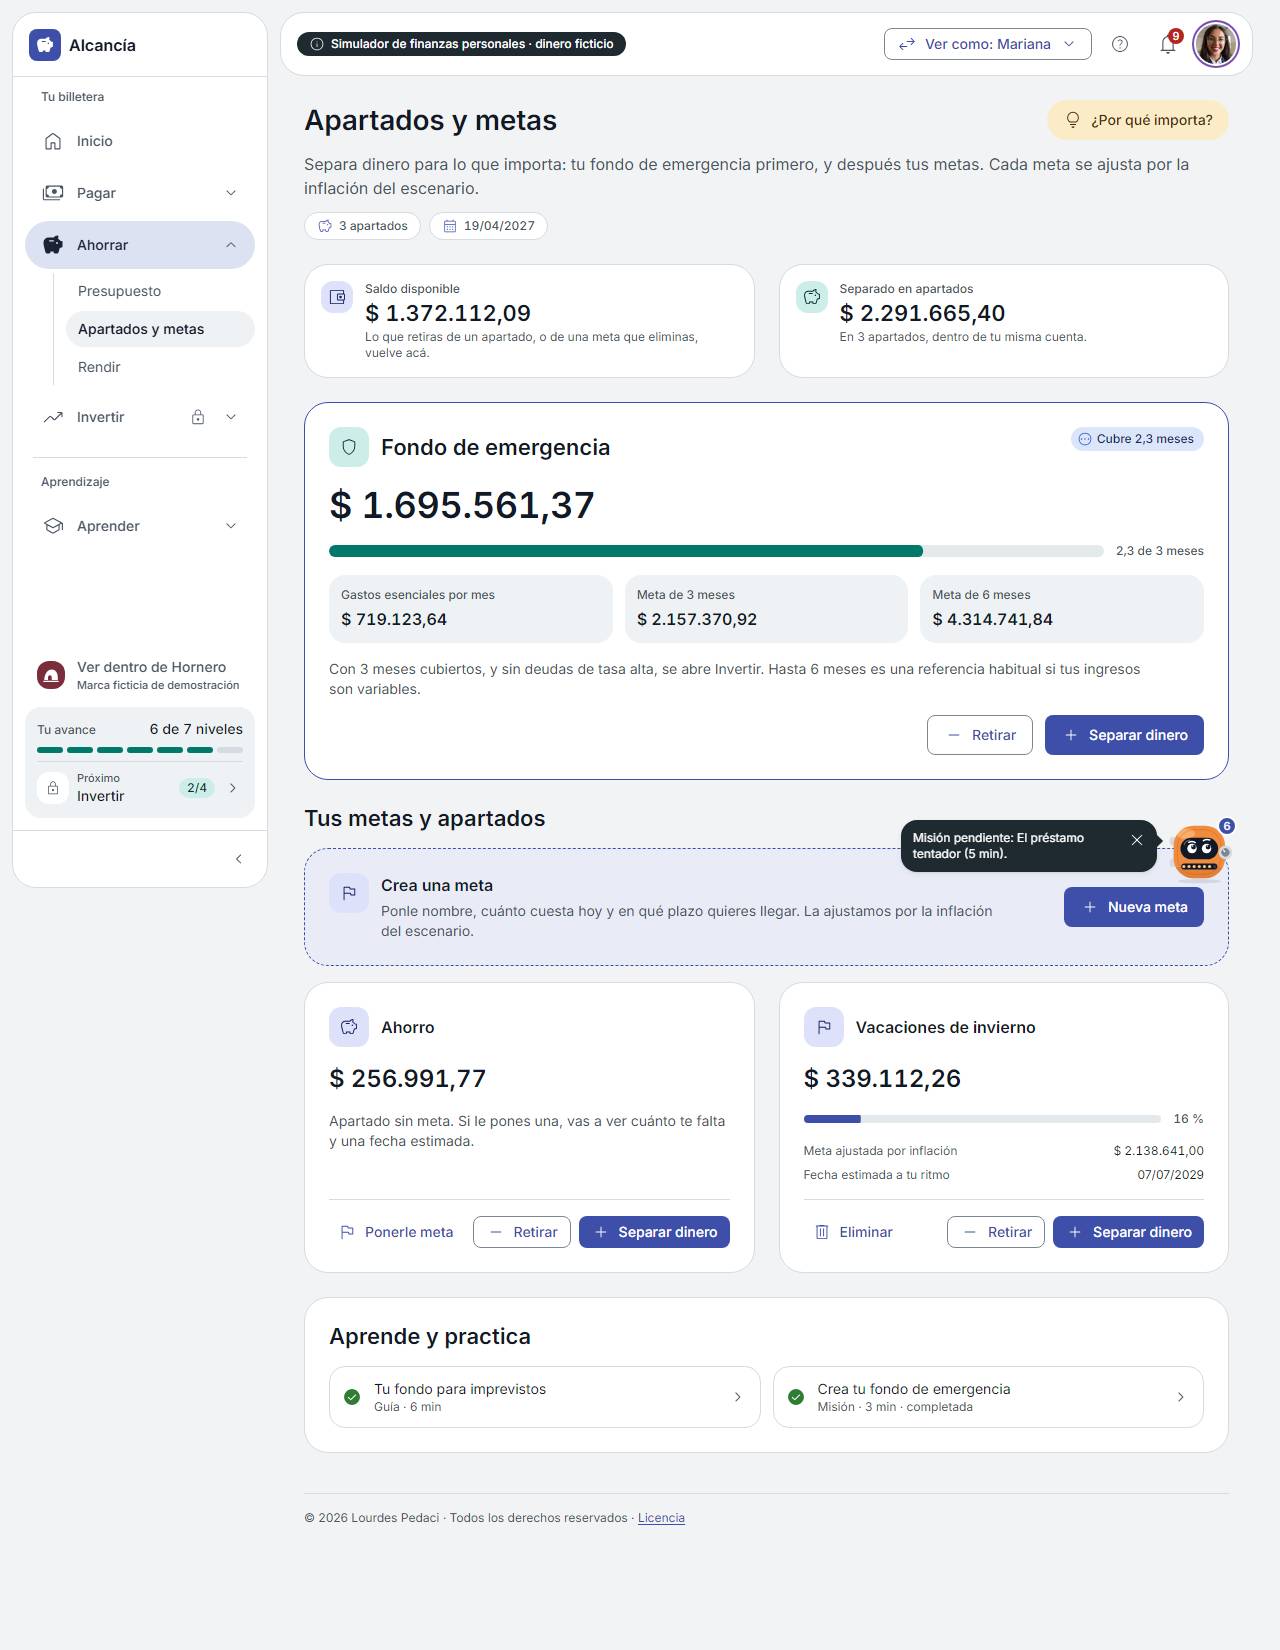 Alcancía
Simulador de finanzas personales · dinero ficticio
Ver como: Mariana
9
Tu billetera
Inicio
Pagar
Ahorrar
Presupuesto
Apartados y metas
Rendir
Invertir
Aprendizaje
Aprender
Ver dentro de Hornero
Marca ficticia de demostración
Tu avance
6 de 7 niveles
Próximo
Invertir
2/4
Apartados y metas
¿Por qué importa?
Separa dinero para lo que importa: tu fondo de emergencia primero, y después tus metas. Cada meta se ajusta por la
inflación del escenario.
3 apartados
19/04/2027
Saldo disponible
$ 1.372.112,09
Lo que retiras de un apartado, o de una meta que eliminas,
vuelve acá.
Separado en apartados
$ 2.291.665,40
En 3 apartados, dentro de tu misma cuenta.
Fondo de emergencia
Cubre 2,3 meses
$ 1.695.561,37
2,3 de 3 meses
Gastos esenciales por mes
$ 719.123,64
Meta de 3 meses
$ 2.157.370,92
Meta de 6 meses
$ 4.314.741,84
Con 3 meses cubiertos, y sin deudas de tasa alta, se abre Invertir. Hasta 6 meses es una referencia habitual si tus ingresos
son variables.
Retirar
Separar dinero
Tus metas y apartados
Misión pendiente: El préstamo
tentador (5 min).
6
Crea una meta
Ponle nombre, cuánto cuesta hoy y en qué plazo quieres llegar. La ajustamos por la inflación
del escenario.
Nueva meta
Ahorro
$ 256.991,77
Apartado sin meta. Si le pones una, vas a ver cuánto te falta
y una fecha estimada.
Ponerle meta
Retirar
Separar dinero
Vacaciones de invierno
$ 339.112,26
16 %
Meta ajustada por inflación
$ 2.138.641,00
Fecha estimada a tu ritmo
07/07/2029
Eliminar
Retirar
Separar dinero
Aprende y practica
Tu fondo para imprevistos
Guía · 6 min
Crea tu fondo de emergencia
Misión · 3 min · completada
© 2026 Lourdes Pedaci · Todos los derechos reservados · Licencia